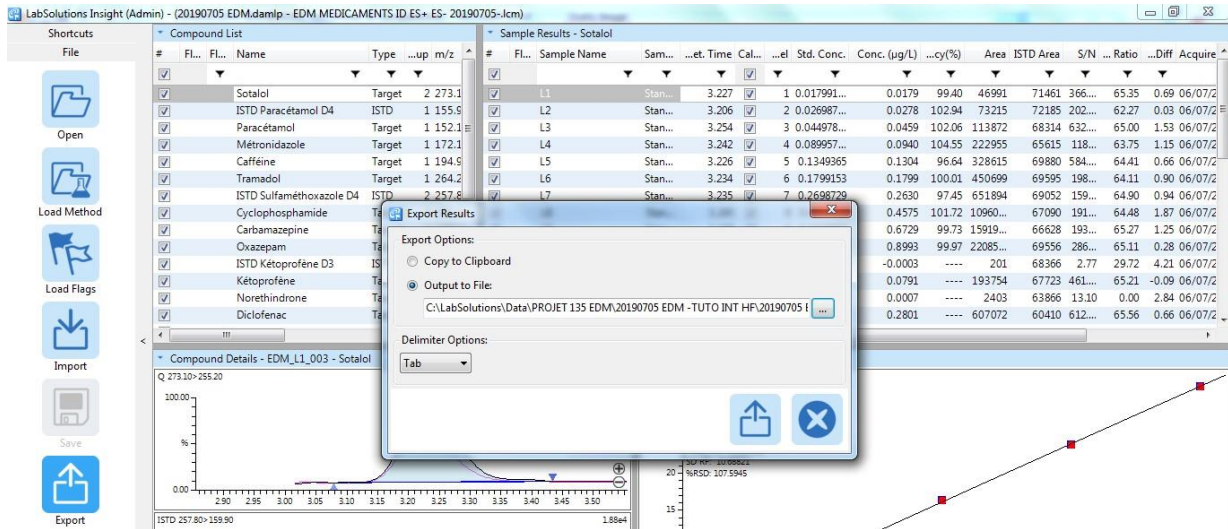 LabSolutions Insight (Admin) - (20190705 EDM.damlp - EDM MEDICAMENTS ID ES+ ES- 20190705-.lcm)
Shortcuts
File
Open
Load Method
Load Flags
Import
Save
Export
Compound List
# Fl... Fl... Name Type ...up m/z
Sotalol Target 2 273.1
ISTD Paracétamol D4 ISTD 1 155.9
Paracétamol Target 1 152.1
Métronidazole Target 1 172.1
Cafféine Target 1 194.9
Tramadol Target 1 264.2
ISTD Sulfaméthoxazole D4 ISTD 2 257.8
Cyclophosphamide Ta
Carbamazepine Ta
Oxazepam Ta
ISTD Kétoprofène D3 IS
Kétoprofène Ta
Norethindrone Ta
Diclofenac Ta
Sample Results - Sotalol
# Fl... Sample Name Sam... ...et. Time Cal... ...el Std. Conc. Conc. (µg/L) ...cy(%) Area ISTD Area S/N ... Ratio ...Diff Acquire
L1 Stan... 3.227 1 0.017991... 0.0179 99.40 46991 71461 366.... 65.35 0.69 06/07/2
L2 Stan... 3.206 2 0.026987... 0.0278 102.94 73215 72185 202.... 62.27 0.03 06/07/2
L3 Stan... 3.254 3 0.044978... 0.0459 102.06 113872 68314 632.... 65.00 1.53 06/07/2
L4 Stan... 3.242 4 0.089957... 0.0940 104.55 222955 65615 118.... 63.75 1.15 06/07/2
L5 Stan... 3.226 5 0.1349365 0.1304 96.64 328615 69880 584.... 64.41 0.66 06/07/2
L6 Stan... 3.234 6 0.1799153 0.1799 100.01 450699 69595 198.... 64.11 0.90 06/07/2
L7 Stan... 3.235 7 0.2698729 0.2630 97.45 651894 69052 159.... 64.90 0.94 06/07/2
0.4575 101.72 10960... 67090 191.... 64.48 1.87 06/07/2
0.6729 99.73 15919... 66628 193.... 65.27 1.25 06/07/2
0.8993 99.97 22085... 69556 286.... 65.11 0.28 06/07/2
-0.0003 ---- 201 68366 2.77 29.72 4.21 06/07/2
0.0791 ---- 193754 67723 461.... 65.21 -0.09 06/07/2
0.0007 ---- 2403 63866 13.10 0.00 2.84 06/07/2
0.2801 ---- 607072 60410 612.... 65.56 0.66 06/07/2
Export Results
Export Options:
Copy to Clipboard
Output to File:
C:\LabSolutions\Data\PROJET 135 EDM\20190705 EDM -TUTO INT HF\20190705 E
...
Delimiter Options:
Tab
Compound Details - EDM_L1_003 - Sotalol
Q 273.10>255.20
100.00
%
0.00
2.90 2.95 3.00 3.05 3.10 3.15 3.20 3.25 3.30 3.35 3.40 3.45 3.50
ISTD 257.80>159.90 1.88e4
%RSD: 107.5945
20
15